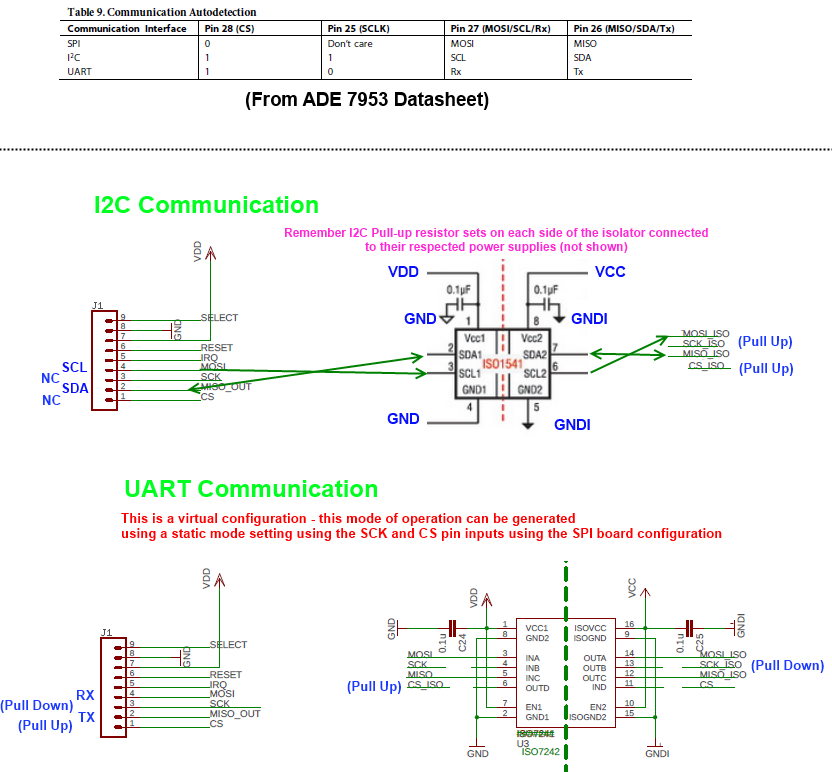 Table 9. Communication Autodetection
Communication Interface Pin 28 (CS) Pin 25 (SCLK) Pin 27 (MOSI/SCL/Rx) Pin 26 (MISO/SDA/Tx)
SPI 0 Don't care MOSI MISO
I²C 1 1 SCL SDA
UART 1 0 Rx Tx
(From ADE 7953 Datasheet)
I2C Communication
Remember I2C Pull-up resistor sets on each side of the isolator connected
to their respected power supplies (not shown)
VDD
J1
9 SELECT
8 GND
7
6 RESET
5 IRQ
SCL 4 MOSI
NC 3 SCK
SDA 2 MISO_OUT
NC 1 CS
VDD VCC
0.1µF 0.1µF
GND 1 8 GNDI
Vcc1 Vcc2
2 SDA1 SDA2 7
ISO1541
3 SCL1 SCL2 6
GND1 GND2
4 5
GND GNDI
MOSI_ISO
SCK_ISO (Pull Up)
MISO_ISO
CS_ISO (Pull Up)
UART Communication
This is a virtual configuration - this mode of operation can be generated
using a static mode setting using the SCK and CS pin inputs using the SPI board configuration
VDD
J1
9 SELECT
8 GND
7
6 RESET
5 IRQ
RX 4 MOSI
(Pull Down) 3 SCK
TX 2 MISO_OUT
(Pull Up) 1 CS
VDD VCC
GND 0.1u C24 0.1u C25 GNDI
1 VCC1 ISOVCC 16
8 GND2 ISOGND 9
MOSI 3 INA OUTA 14 MOSI_ISO
SCK 4 INB OUTB 13 SCK_ISO (Pull Down)
MISO 5 INC OUTC 12 MISO_ISO
(Pull Up) CS_ISO 6 OUTD IND 11 CS
7 EN1 EN2 10
2 GND1 ISOGND2 15
U3
ISO7242
GND GNDI